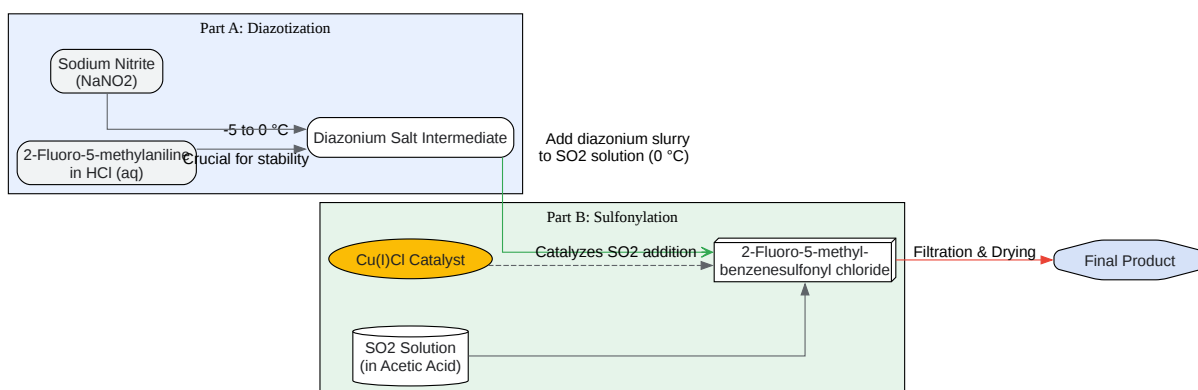 Part A: Diazotization
Sodium Nitrite
(NaNO2)
-5 to 0 °C
Diazonium Salt Intermediate
2-Fluoro-5-methylaniline
in HCl (aq)
Crucial for stability
Add diazonium slurry
to SO2 solution (0 °C)
Part B: Sulfonylation
Cu(I)Cl Catalyst
Catalyzes SO2 addition
2-Fluoro-5-methyl-
benzenesulfonyl chloride
Filtration & Drying
Final Product
SO2 Solution
(in Acetic Acid)